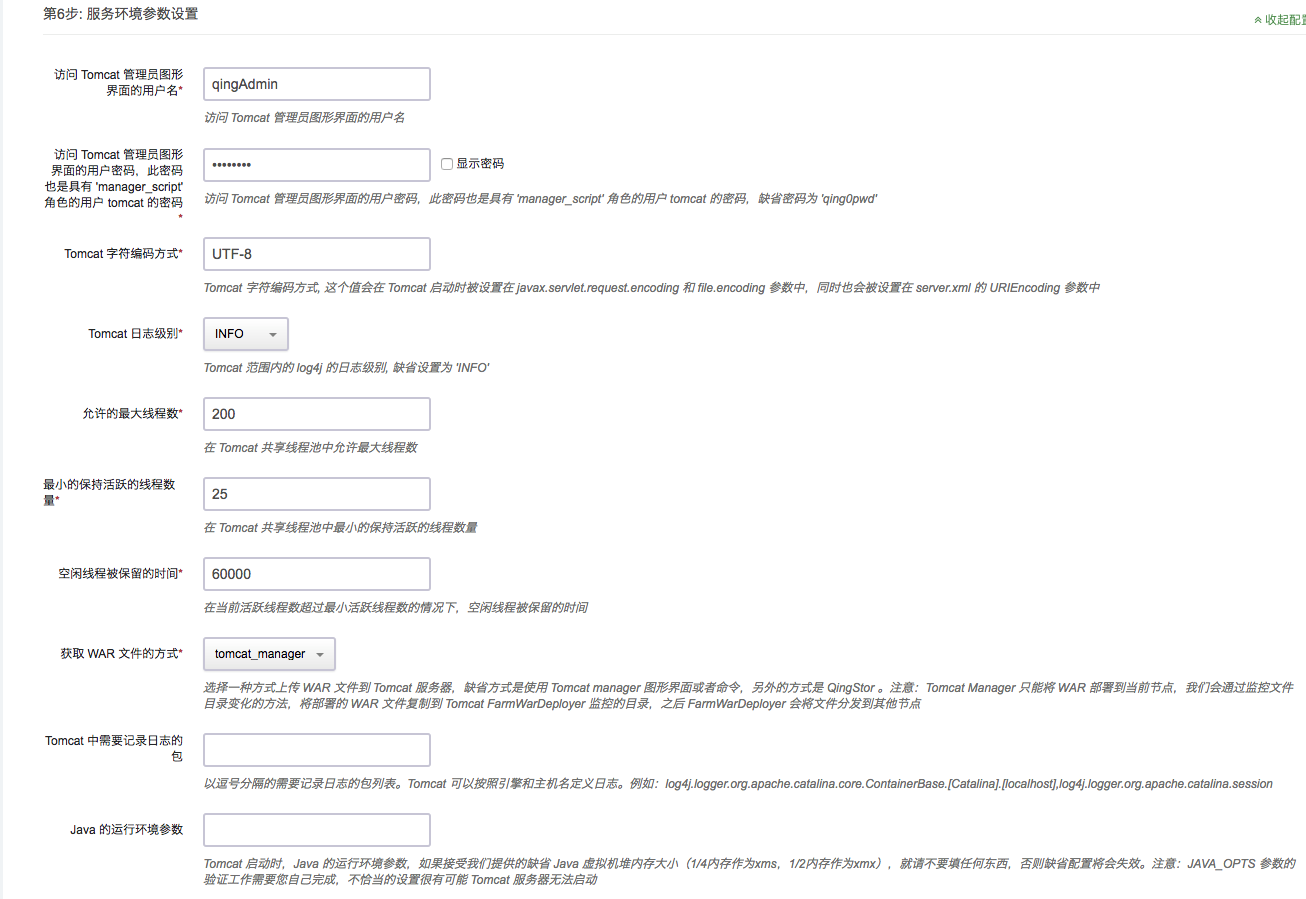 第6步: 服务环境参数设置
收起配置
访问 Tomcat 管理员图形
界面的用户名*
qingAdmin
访问 Tomcat 管理员图形界面的用户名
访问 Tomcat 管理员图形
界面的用户密码，此密码
也是具有 'manager_script'
角色的用户 tomcat 的密码
*
••••••••
显示密码
访问 Tomcat 管理员图形界面的用户密码，此密码也是具有 'manager_script' 角色的用户 tomcat 的密码，缺省密码为 'qing0pwd'
Tomcat 字符编码方式*
UTF-8
Tomcat 字符编码方式, 这个值会在 Tomcat 启动时被设置在 javax.servlet.request.encoding 和 file.encoding 参数中，同时也会被设置在 server.xml 的 URIEncoding 参数中
Tomcat 日志级别*
INFO
Tomcat 范围内的 log4j 的日志级别, 缺省设置为 'INFO'
允许的最大线程数*
200
在 Tomcat 共享线程池中允许最大线程数
最小的保持活跃的线程数
量*
25
在 Tomcat 共享线程池中最小的保持活跃的线程数量
空闲线程被保留的时间*
60000
在当前活跃线程数超过最小活跃线程数的情况下，空闲线程被保留的时间
获取 WAR 文件的方式*
tomcat_manager
选择一种方式上传 WAR 文件到 Tomcat 服务器，缺省方式是使用 Tomcat manager 图形界面或者命令，另外的方式是 QingStor 。注意：Tomcat Manager 只能将 WAR 部署到当前节点，我们会通过监控文件
目录变化的方法，将部署的 WAR 文件复制到 Tomcat FarmWarDeployer 监控的目录，之后 FarmWarDeployer 会将文件分发到其他节点
Tomcat 中需要记录日志的
包
以逗号分隔的需要记录日志的包列表。Tomcat 可以按照引擎和主机名定义日志。例如：log4j.logger.org.apache.catalina.core.ContainerBase.[Catalina].[localhost],log4j.logger.org.apache.catalina.session
Java 的运行环境参数
Tomcat 启动时，Java 的运行环境参数，如果接受我们提供的缺省 Java 虚拟机堆内存大小（1/4内存作为xms，1/2内存作为xmx），就请不要填任何东西，否则缺省配置将会失效。注意：JAVA_OPTS 参数的
验证工作需要您自己完成，不恰当的设置很有可能 Tomcat 服务器无法启动